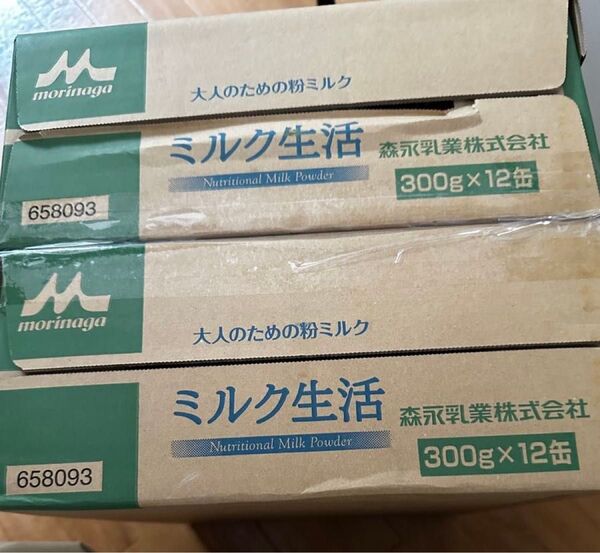 morinaga
大人のための粉ミルク
ミルク生活
森永乳業株式会社
Nutritional Milk Powder
300g×12缶
658093
morinaga
大人のための粉ミルク
ミルク生活
森永乳業株式会社
Nutritional Milk Powder
300g×12缶
658093